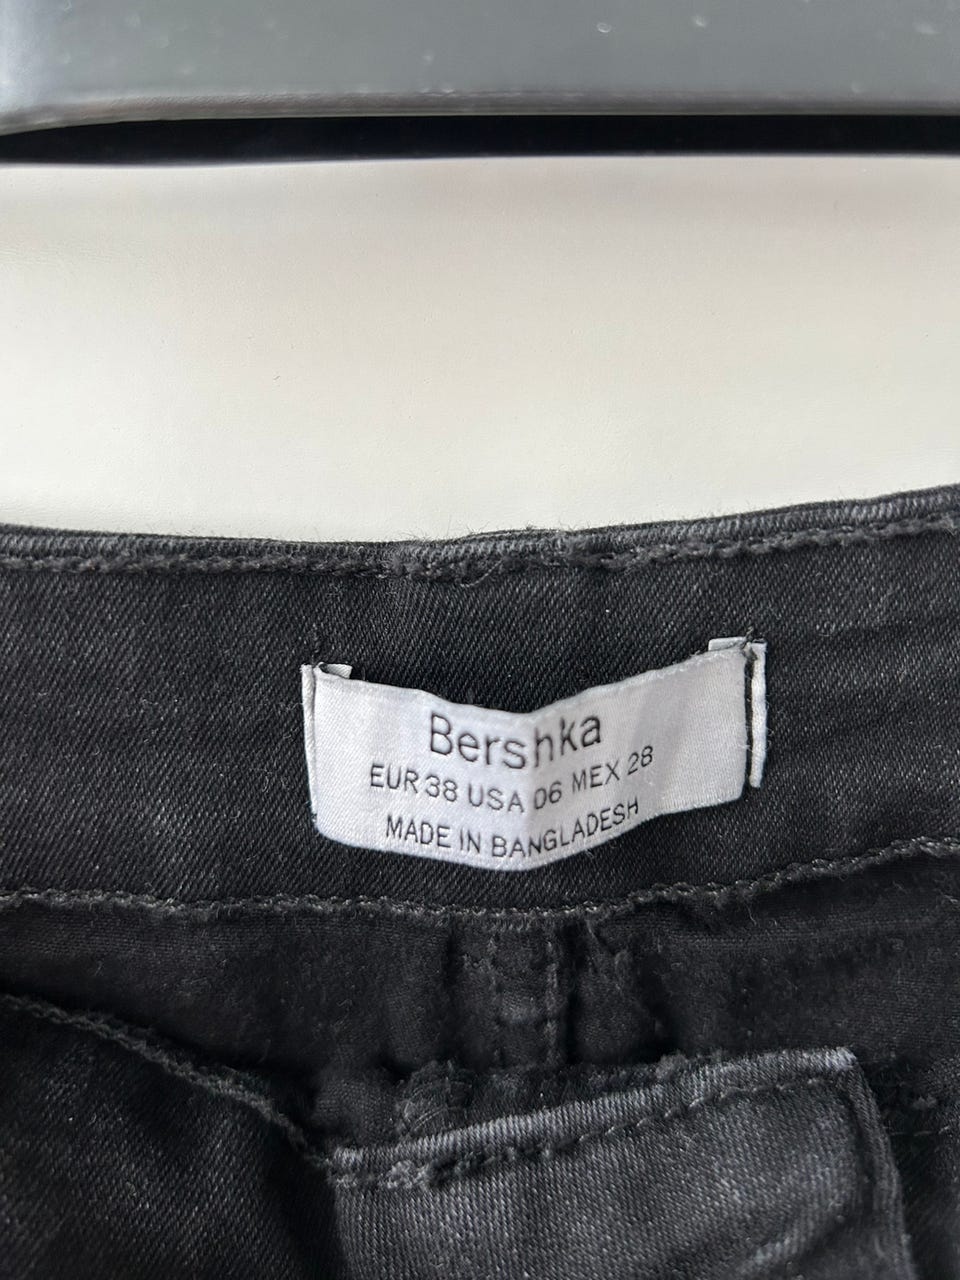 Bershka
EUR 38 USA 06 MEX 28
MADE IN BANGLADESH